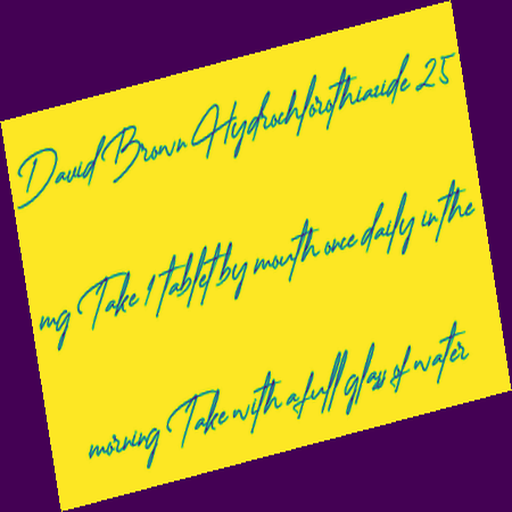 David Brown Hydrochlorothiazide 25
mg Take 1 tablet by mouth once daily in the
morning Take with a full glass of water